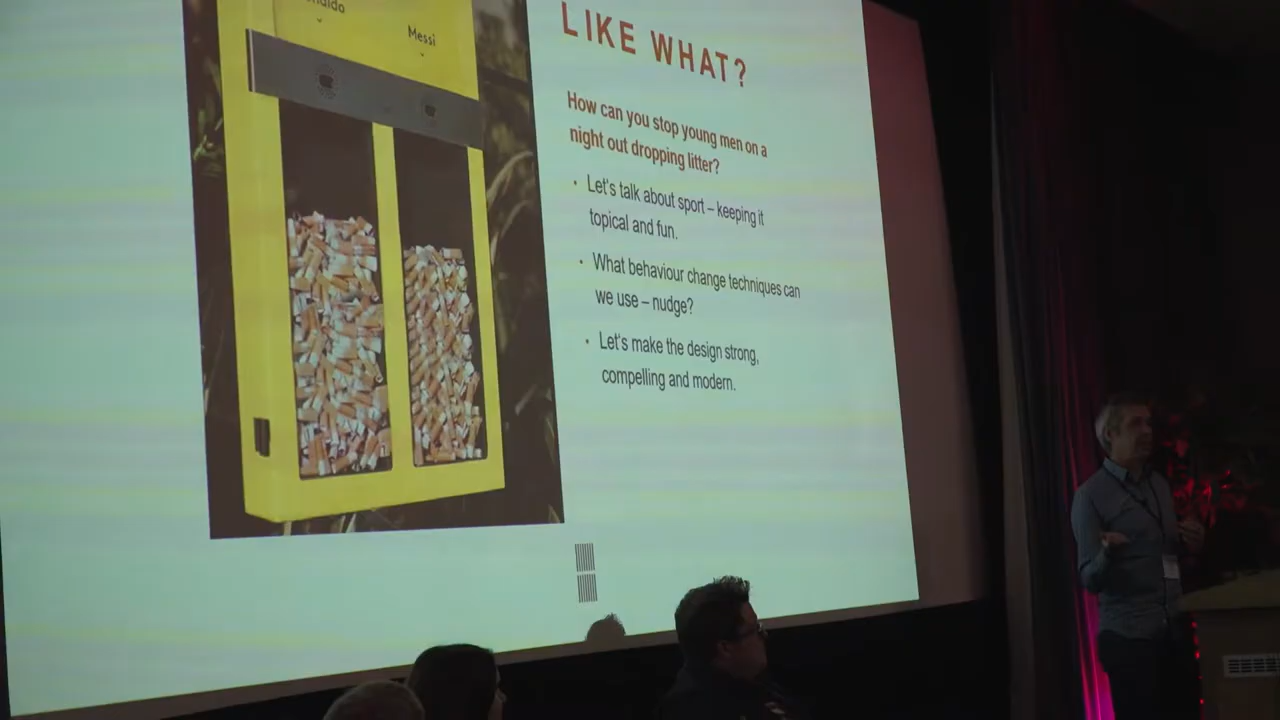 Messi
LIKE WHAT?
How can you stop young men on a
night out dropping litter?
• Let's talk about sport – keeping it
topical and fun.
• What behaviour change techniques can
we use – nudge?
• Let's make the design strong,
compelling and modern.